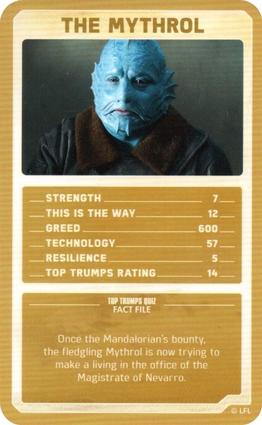 THE MYTHROL
STRENGTH 7
THIS IS THE WAY 12
GREED 600
TECHNOLOGY 57
RESILIENCE 5
TOP TRUMPS RATING 14
TOP TRUMPS QUIZ
FACT FILE
Once the Mandalorian's bounty,
the fledgling Mythrol is now trying to
make a living in the office of the
Magistrate of Nevarro.
© LFL